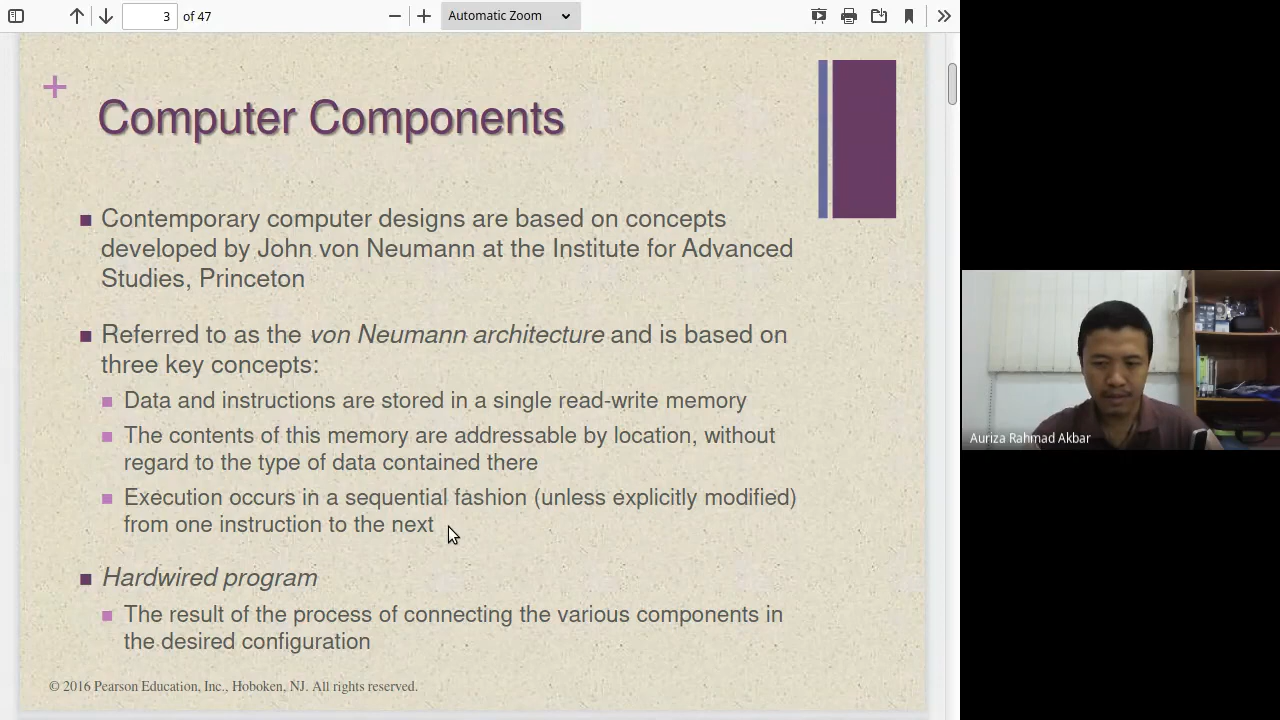 3 of 47 Automatic Zoom
+
Computer Components
Contemporary computer designs are based on concepts
developed by John von Neumann at the Institute for Advanced
Studies, Princeton
Referred to as the von Neumann architecture and is based on
three key concepts:
Data and instructions are stored in a single read-write memory
The contents of this memory are addressable by location, without
regard to the type of data contained there
Execution occurs in a sequential fashion (unless explicitly modified)
from one instruction to the next
Hardwired program
The result of the process of connecting the various components in
the desired configuration
© 2016 Pearson Education, Inc., Hoboken, NJ. All rights reserved.
Auriza Rahmad Akbar